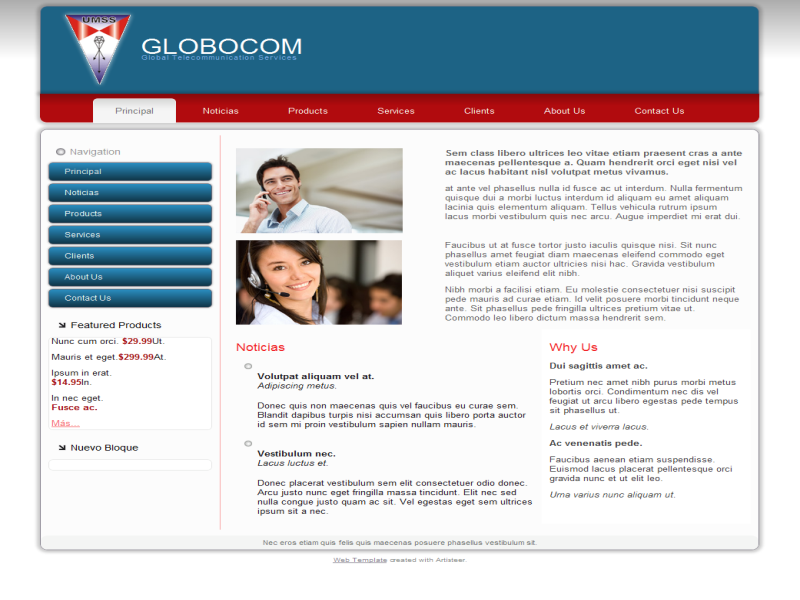 UMSS
GLOBOCOM
Global Telecommunication Services
Principal
Noticias
Products
Services
Clients
About Us
Contact Us
Navigation
Principal
Noticias
Products
Services
Clients
About Us
Contact Us
Featured Products
Nunc cum orci. $29.99Ut.
Mauris et eget.$299.99At.
Ipsum in erat.
$14.95In.
In nec eget.
Fusce ac.
Más...
Nuevo Bloque
Sem class libero ultrices leo vitae etiam praesent cras a ante
maecenas pellentesque a. Quam hendrerit orci eget nisi vel
ac lacus habitant nisl volutpat metus vivamus.
at ante vel phasellus nulla id fusce ac ut interdum. Nulla fermentum
quisque dui a morbi luctus interdum id aliquam eu amet aliquam
lacinia quis elementum aliquam. Tellus vehicula rutrum ipsum
lacus morbi vestibulum quis nec arcu. Augue imperdiet mi erat dui.
Faucibus ut at fusce tortor justo iaculis quisque nisi. Sit nunc
phasellus amet feugiat diam maecenas eleifend commodo eget
vestibulum etiam auctor ultricies nisi hac. Gravida vestibulum
aliquet varius eleifend elit nibh.
Nibh morbi a facilisi etiam. Eu molestie consectetuer nisi suscipit
pede mauris ad curae etiam. Id velit posuere morbi tincidunt neque
ante. Sit phasellus pede fringilla ultrices pretium vitae ut.
Commodo leo libero dictum massa hendrerit sem.
Noticias
Volutpat aliquam vel at.
Adipiscing metus.
Donec quis non maecenas quis vel faucibus eu curae sem.
Blandit dapibus turpis nisi accumsan quis libero porta auctor
id sem mi proin vestibulum sapien nullam mauris.
Vestibulum nec.
Lacus luctus et.
Donec placerat vestibulum sem elit consectetuer odio donec.
Arcu justo nunc eget fringilla massa tincidunt. Elit nec sed
nulla congue justo quam ac sit. Vel egestas eget sem ultrices
ipsum sit a nec.
Why Us
Dui sagittis amet ac.
Pretium nec amet nibh purus morbi metus
lobortis orci. Condimentum nec dis vel
feugiat ut arcu libero egestas pede tempus
sit phasellus ut.
Lacus et viverra lacus.
Ac venenatis pede.
Faucibus aenean etiam suspendisse.
Euismod lacus placerat pellentesque orci
gravida nunc et ut elit leo.
Urna varius nunc aliquam ut.
Nec eros etiam quis felis quis maecenas posuere phasellus vestibulum sit.
Web Template created with Artisteer.